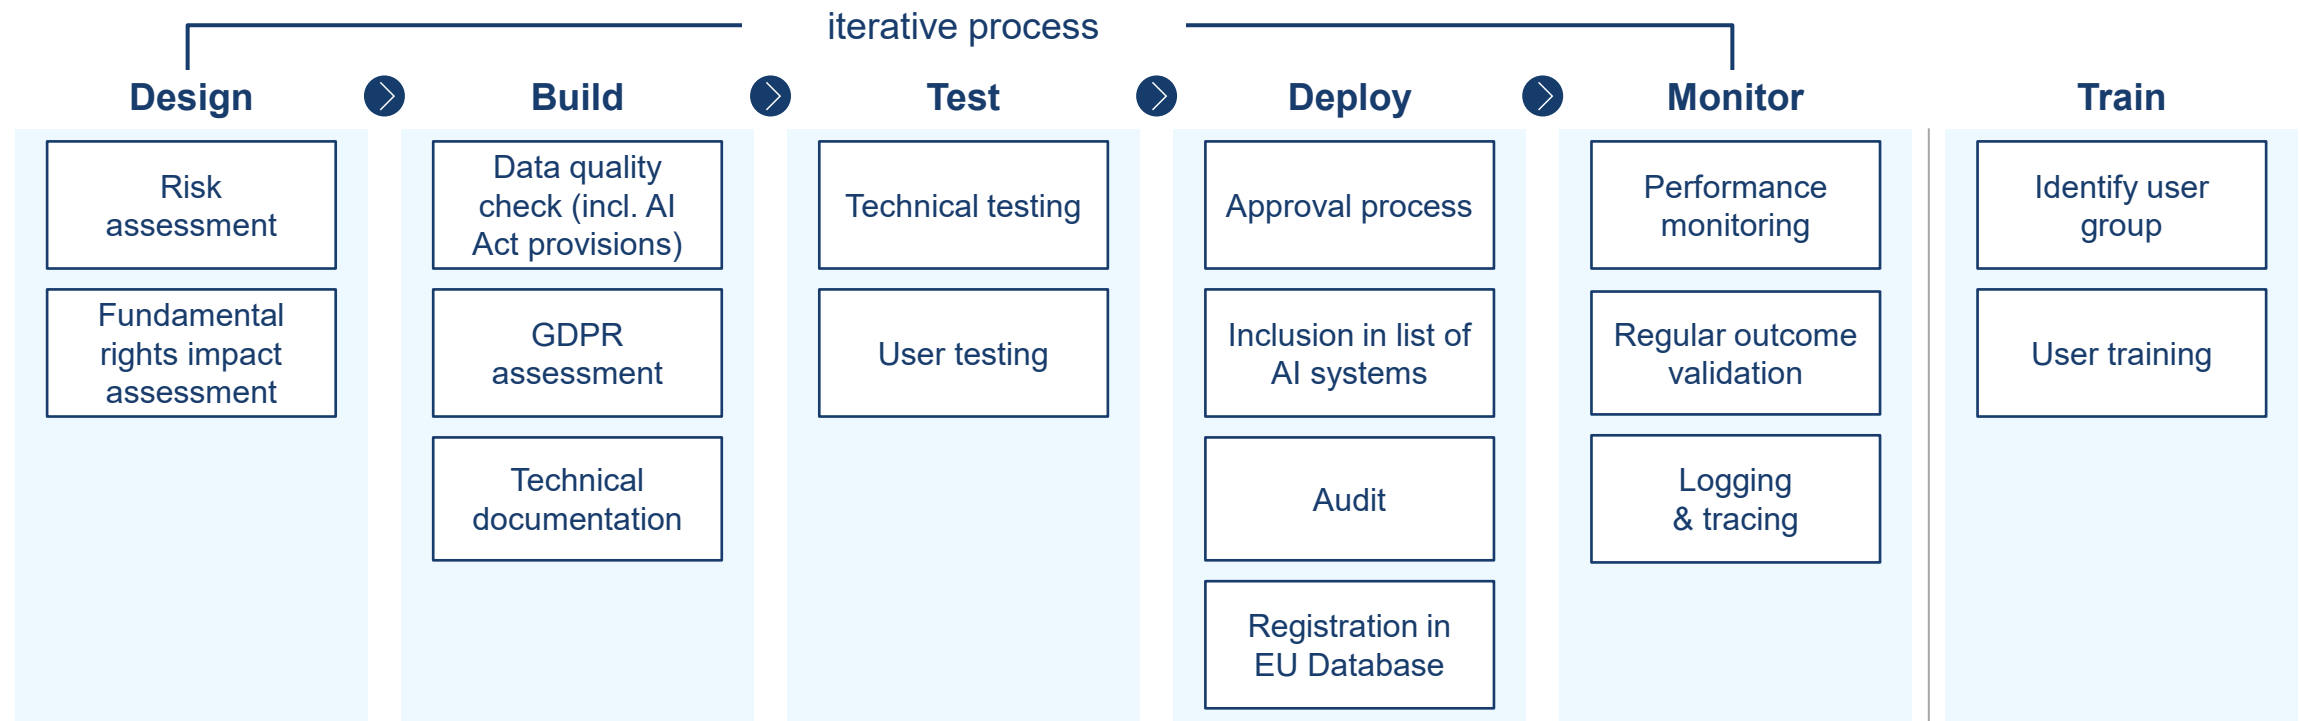 iterative process
Design
Build
Test
Deploy
Monitor
Train
Risk
assessment
Fundamental
rights impact
assessment
Data quality
check (incl. AI
Act provisions)
GDPR
assessment
Technical
documentation
Technical testing
User testing
Approval process
Inclusion in list of
AI systems
Audit
Registration in
EU Database
Performance
monitoring
Regular outcome
validation
Logging
& tracing
Identify user
group
User training